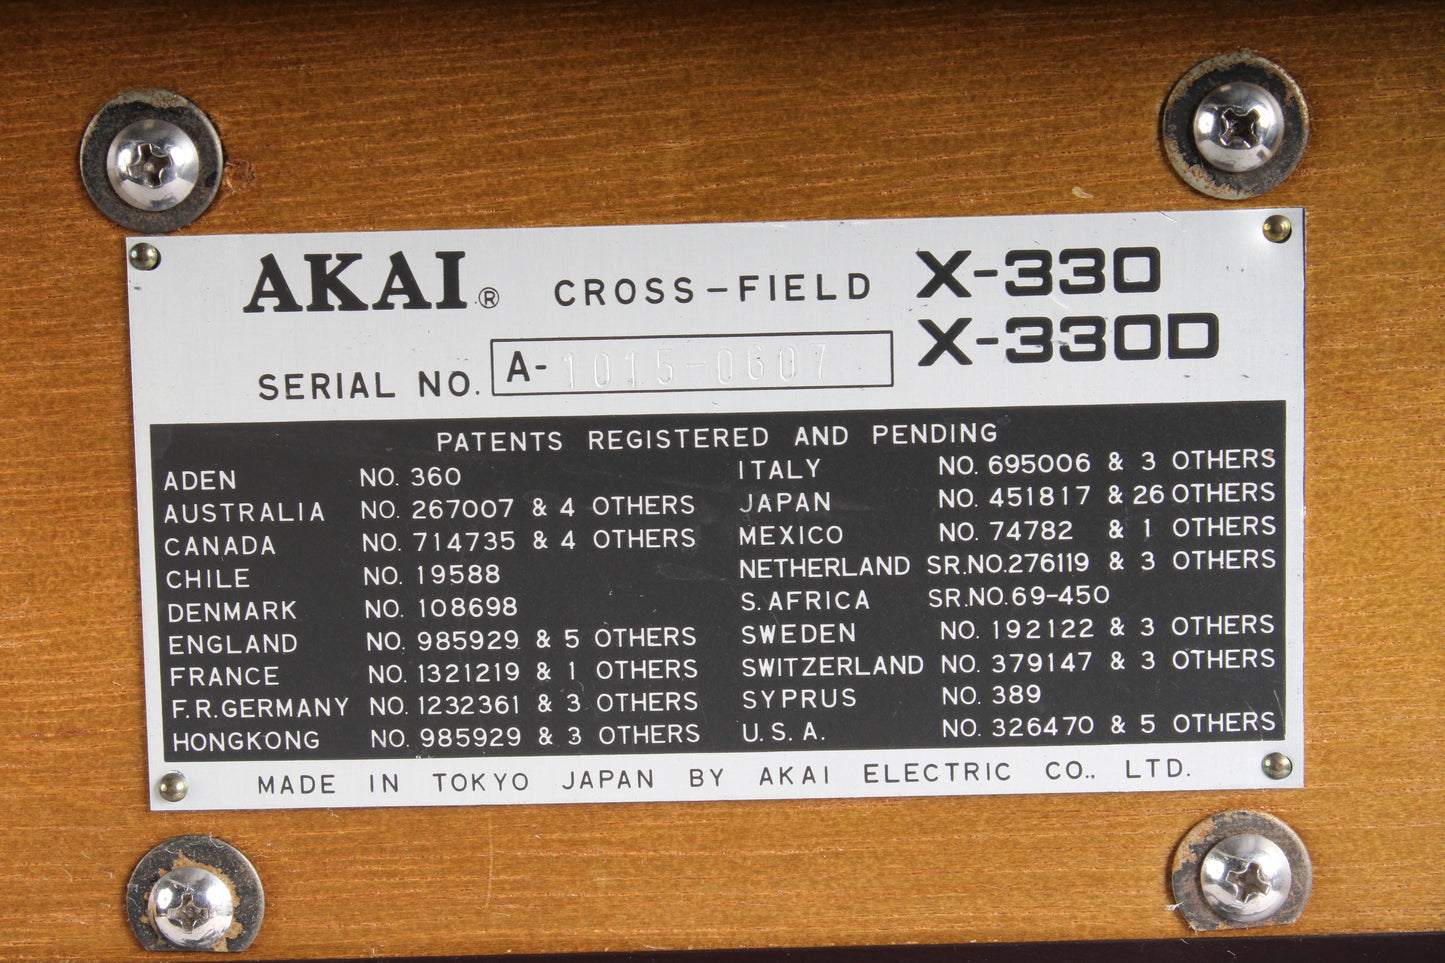 AKAI® CROSS-FIELD X-330
X-330D
SERIAL NO. A-1015-0607
PATENTS REGISTERED AND PENDING
ADEN NO. 360
AUSTRALIA NO. 267007 & 4 OTHERS
CANADA NO. 714735 & 4 OTHERS
CHILE NO. 19588
DENMARK NO. 108698
ENGLAND NO. 985929 & 5 OTHERS
FRANCE NO. 1321219 & 1 OTHERS
F.R.GERMANY NO. 1232361 & 3 OTHERS
HONGKONG NO. 985929 & 3 OTHERS
ITALY NO. 695006 & 3 OTHERS
JAPAN NO. 451817 & 26 OTHERS
MEXICO NO. 74782 & 1 OTHERS
NETHERLAND SR.NO.276119 & 3 OTHERS
S.AFRICA SR.NO.69-450
SWEDEN NO. 192122 & 3 OTHERS
SWITZERLAND NO. 379147 & 3 OTHERS
SYPRUS NO. 389
U.S.A. NO. 326470 & 5 OTHERS
MADE IN TOKYO JAPAN BY AKAI ELECTRIC CO., LTD.